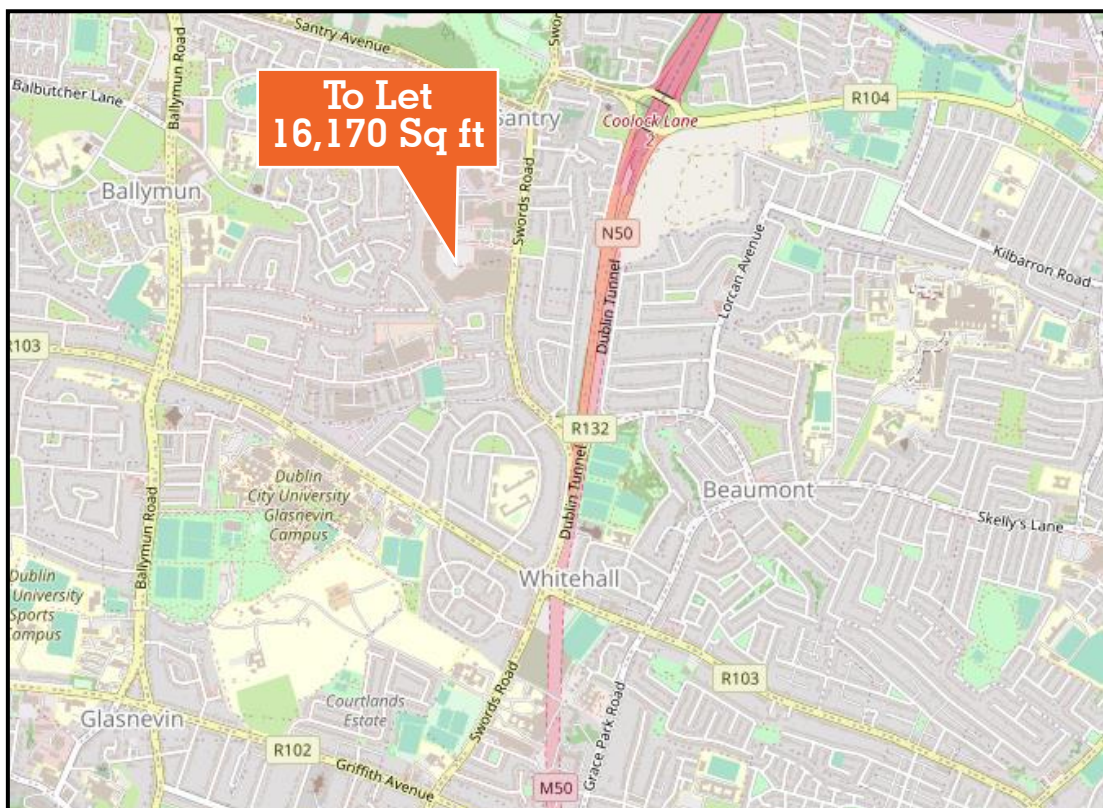 Santry Avenue
Swords
Ballymun Road
Balbutcher Lane
To Let
16,170 Sq ft
Santry
Coolock Lane
2
R104
Ballymun
Swords Road
N50
Kilbarron Road
Lorcan Avenue
Dublin Tunnel
R103
R132
Dublin Tunnel
Dublin
City University
Glasnevin
Campus
Beaumont
Skelly's Lane
Ballymun Road
Whitehall
Dublin
University
Sports
Campus
R103
Swords Road
Grace Park Road
Courtlands
Estate
Glasnevin
R102
Griffith Avenue
M50